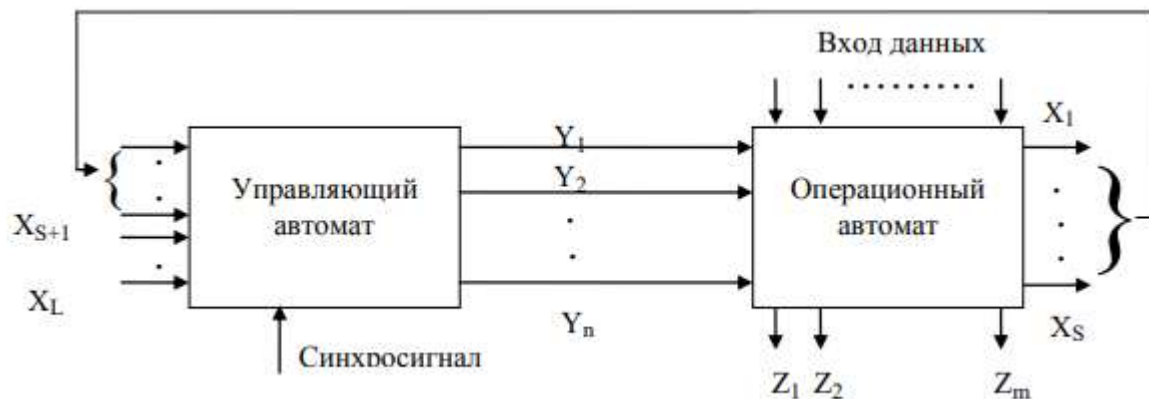 Вход данных
X1
Y1
Y2
Управляющий
автомат
Операционный
автомат
XS+1
XL
Yn
XS
Синхросигнал
Z1 Z2 Zm